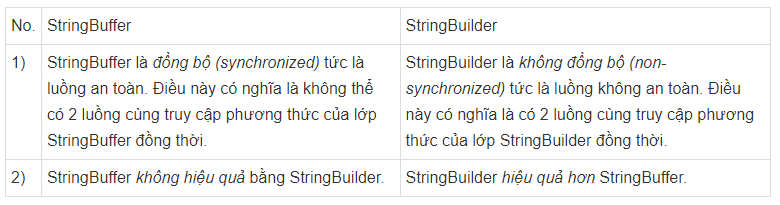 No. StringBuffer StringBuilder
1) StringBuffer là đồng bộ (synchronized) tức là
luồng an toàn. Điều này có nghĩa là không thể
có 2 luồng cùng truy cập phương thức của lớp
StringBuffer đồng thời.
StringBuilder là không đồng bộ (non-
synchronized) tức là luồng không an toàn. Điều
này có nghĩa là có 2 luồng cùng truy cập phương
thức của lớp StringBuilder đồng thời.
2) StringBuffer không hiệu quả bằng StringBuilder.
StringBuilder hiệu quả hơn StringBuffer.